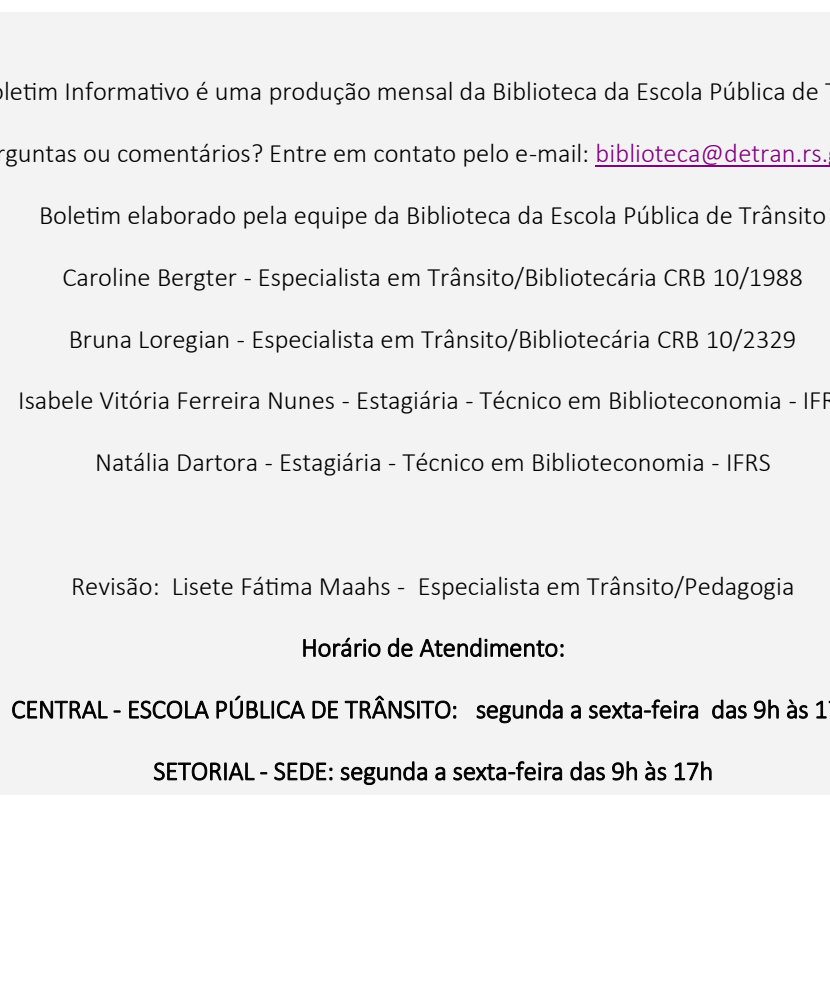 oletim Informativo é uma produção mensal da Biblioteca da Escola Pública de T
rguntas ou comentários? Entre em contato pelo e-mail: biblioteca@detran.rs.g
Boletim elaborado pela equipe da Biblioteca da Escola Pública de Trânsito
Caroline Bergter - Especialista em Trânsito/Bibliotecária CRB 10/1988
Bruna Loregian - Especialista em Trânsito/Bibliotecária CRB 10/2329
Isabele Vitória Ferreira Nunes - Estagiária - Técnico em Biblioteconomia - IFR
Natália Dartora - Estagiária - Técnico em Biblioteconomia - IFRS
Revisão: Lisete Fátima Maahs - Especialista em Trânsito/Pedagogia
Horário de Atendimento:
CENTRAL - ESCOLA PÚBLICA DE TRÂNSITO: segunda a sexta-feira das 9h às 17
SETORIAL - SEDE: segunda a sexta-feira das 9h às 17h